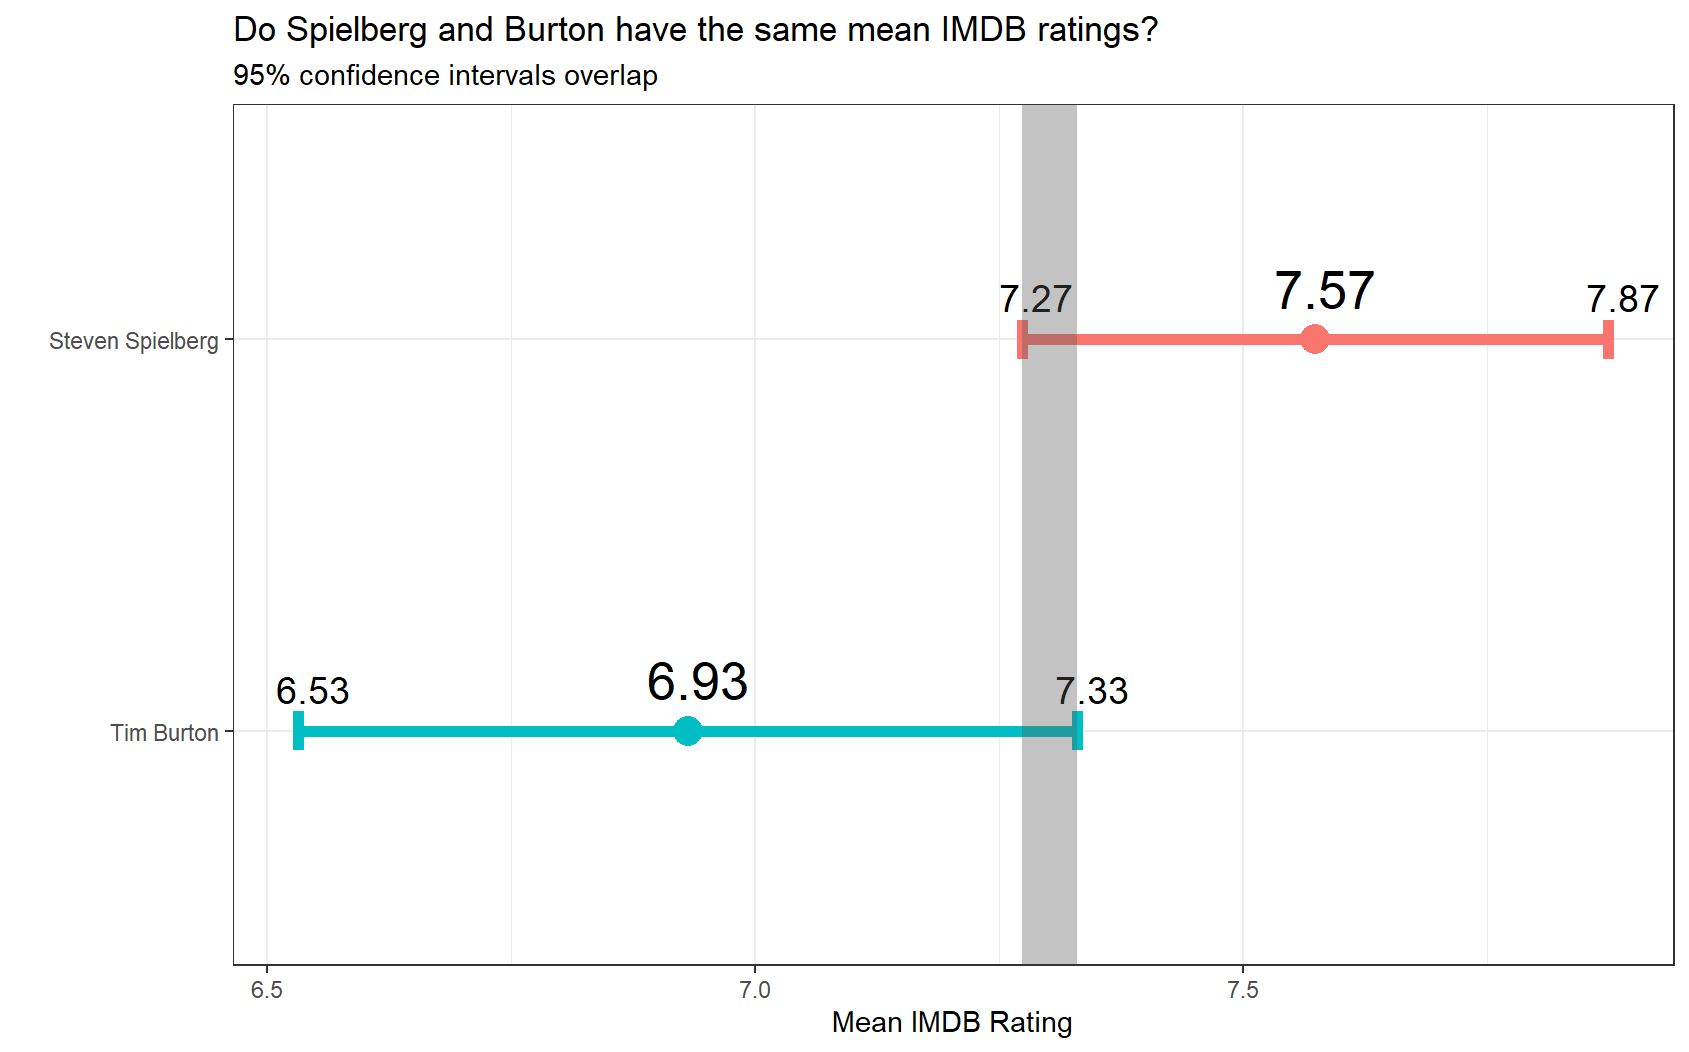 Do Spielberg and Burton have the same mean IMDB ratings?
95% confidence intervals overlap
7.27 7.57 7.87
Steven Spielberg
6.53 6.93 7.33
Tim Burton
6.5 7.0 7.5
Mean IMDB Rating